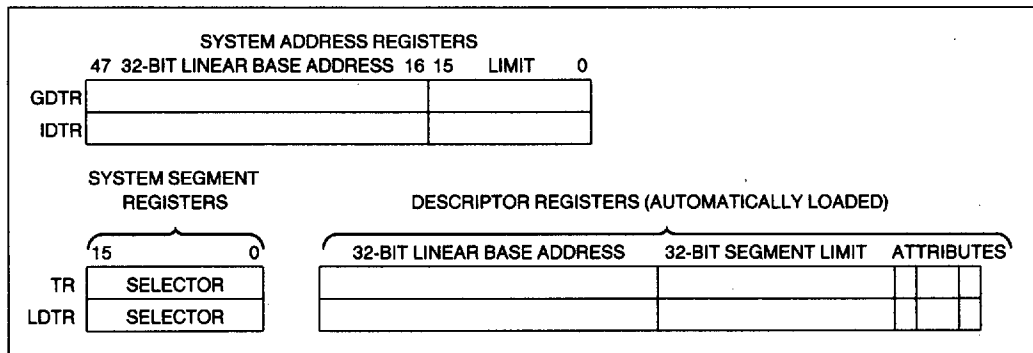 SYSTEM ADDRESS REGISTERS
47 32-BIT LINEAR BASE ADDRESS 16 15 LIMIT 0
GDTR
IDTR
SYSTEM SEGMENT
REGISTERS
DESCRIPTOR REGISTERS (AUTOMATICALLY LOADED)
15 0 32-BIT LINEAR BASE ADDRESS 32-BIT SEGMENT LIMIT ATTRIBUTES
TR SELECTOR
LDTR SELECTOR